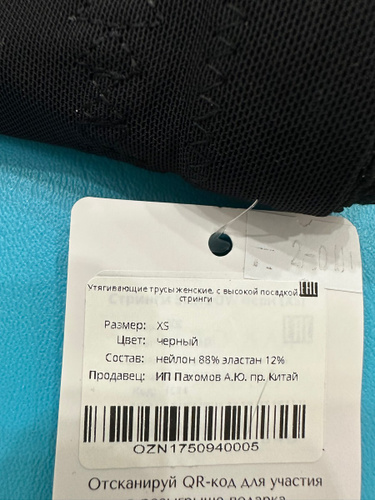 Утягивающие трусы женские, с высокой посадкой EAC
стринги
Размер: XS
Цвет: черный
Состав: нейлон 88% эластан 12%
Продавец: ИП Пахомов А.Ю. пр. Китай
OZN1750940005
Отсканируй QR-код для участия